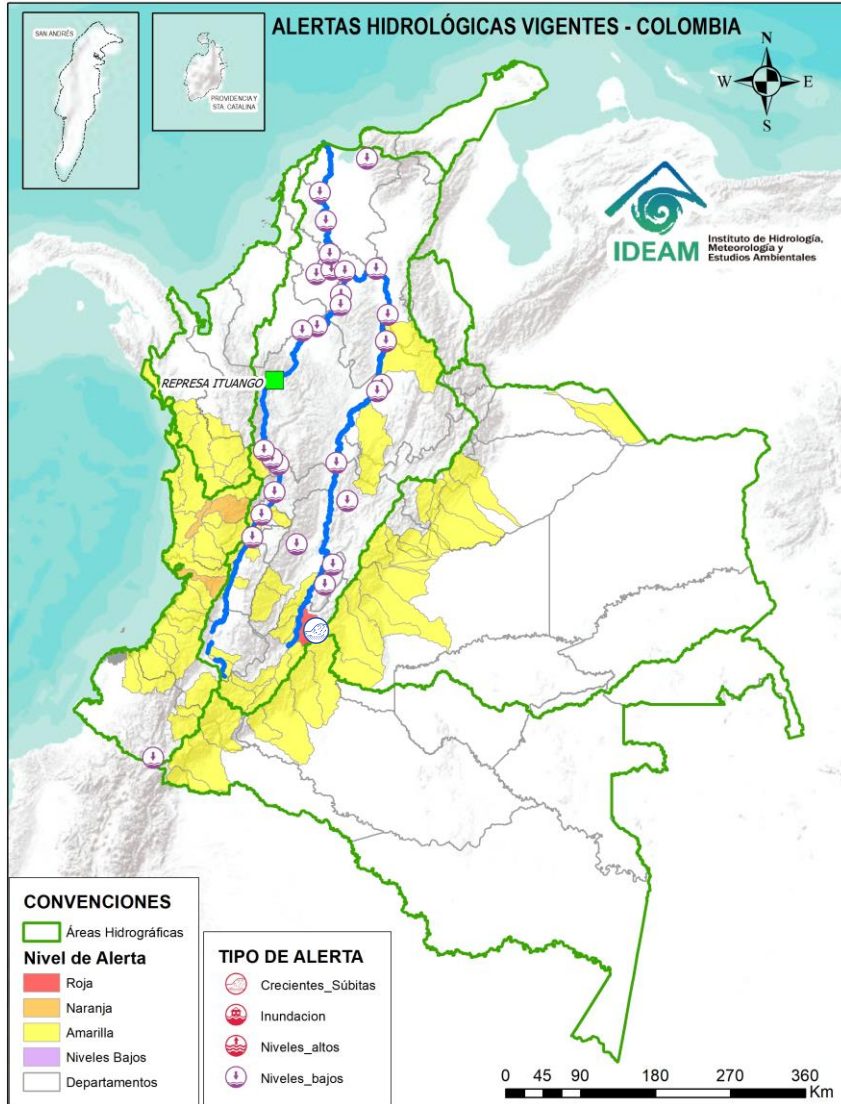 ALERTAS HIDROLÓGICAS VIGENTES - COLOMBIA
SAN ANDRÉS
PROVIDENCIA Y
STA. CATALINA
N
W E
S
IDEAM
Instituto de Hidrología,
Meteorología y
Estudios Ambientales
REPRESA ITUANGO
CONVENCIONES
Áreas Hidrográficas
Nivel de Alerta
Roja
Naranja
Amarilla
Niveles Bajos
Departamentos
TIPO DE ALERTA
Crecientes_Súbitas
Inundacion
Niveles_altos
Niveles_bajos
0 45 90 180 270 360
Km